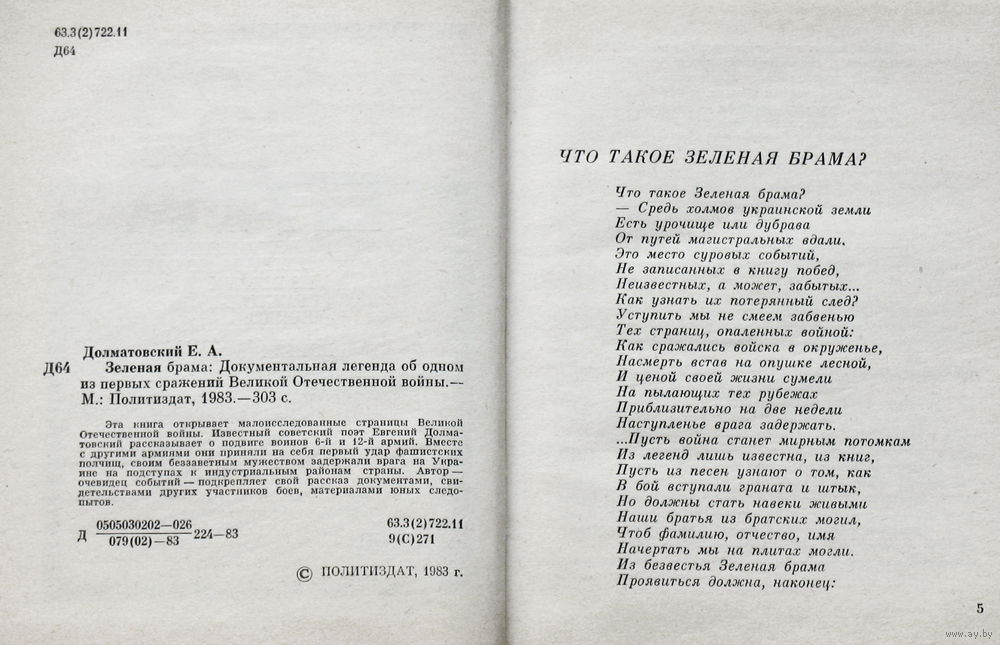 63.3(2)722.11
Д64
Долматовский Е. А.
Д64 Зеленая брама: Документальная легенда об одном
из первых сражений Великой Отечественной войны.—
М.: Политиздат, 1983.—303 с.
Эта книга открывает малоисследованные страницы Великой
Отечественной войны. Известный советский поэт Евгений Долма-
товский рассказывает о подвиге воинов 6-й и 12-й армий. Вместе
с другими армиями они приняли на себя первый удар фашистских
полчищ, своим беззаветным мужеством задержали врага на Укра-
ине на подступах к индустриальным районам страны. Автор —
очевидец событий — подкрепляет свой рассказ документами, сви-
детельствами других участников боев, материалами юных следо-
пытов.
Д 0505030202—026 224—83
079(02)—83
63.3(2)722.11
9(С)271
© ПОЛИТИЗДАТ, 1983 г.
ЧТО ТАКОЕ ЗЕЛЕНАЯ БРАМА?
Что такое Зеленая брама?
— Средь холмов украинской земли
Есть урочище или дубрава
От путей магистральных вдали.
Это место суровых событий,
Не записанных в книгу побед,
Неизвестных, а может, забытых...
Как узнать их потерянный след?
Уступить мы не смеем забвенью
Тех страниц, опаленных войной:
Как сражались войска в окруженье,
Насмерть встав на опушке лесной,
И ценой своей жизни сумели
На пылающих тех рубежах
Приблизительно на две недели
Наступленье врага задержать.
...Пусть война станет мирным потомкам
Из легенд лишь известна, из книг,
Пусть из песен узнают о том, как
В бой вступали граната и штык,
Но должны стать навеки живыми
Наши братья из братских могил,
Чтоб фамилию, отчество, имя
Начертать мы на плитах могли.
Из безвестья Зеленая брама
Проявиться должна, наконец:
5
www.ay.by